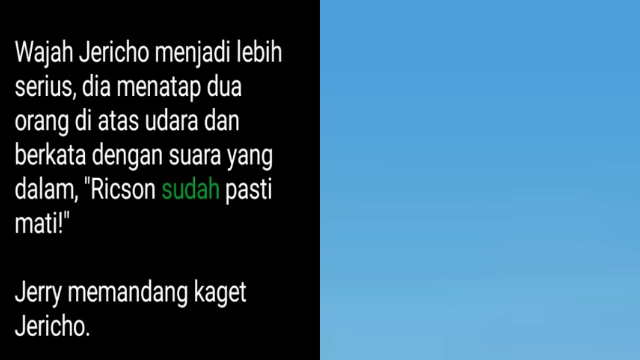 Wajah Jericho menjadi lebih
serius, dia menatap dua
orang di atas udara dan
berkata dengan suara yang
dalam, "Ricson sudah pasti
mati!"
Jerry memandang kaget
Jericho.